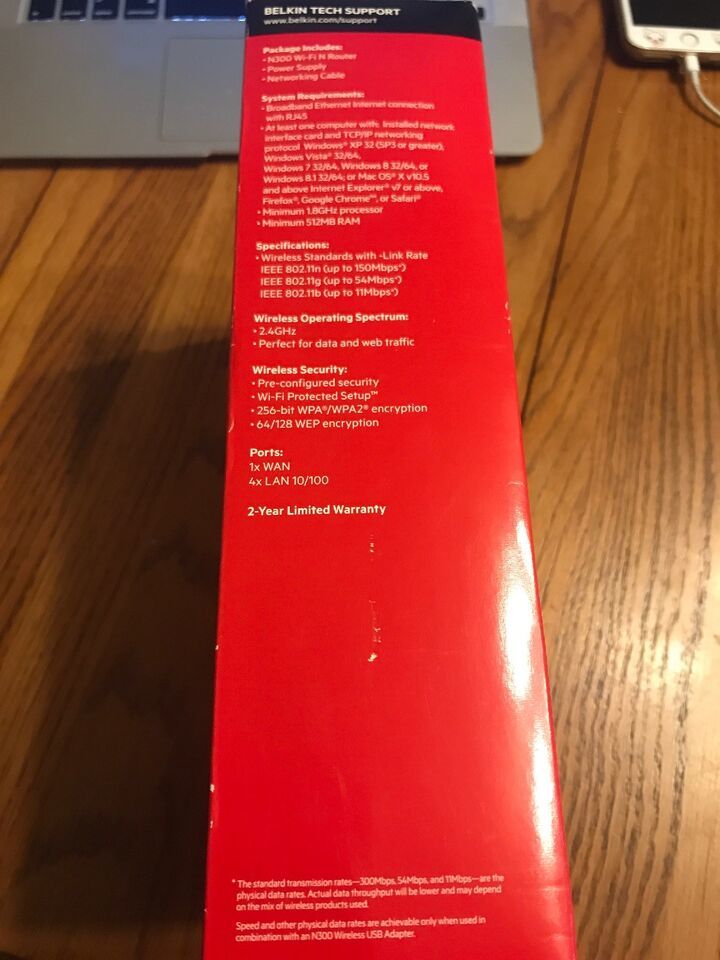 BELKIN TECH SUPPORT
www.belkin.com/support
Package Includes:
• N300 Wi-Fi N Router
• Power Supply
• Networking Cable
System Requirements:
• Broadband Ethernet Internet connection
with RJ45
• At least one computer with: Installed network
interface card and TCP/IP networking
protocol Windows® XP 32 (SP3 or greater),
Windows Vista® 32/64,
Windows 7 32/64, Windows 8 32/64, or
Windows 8.1 32/64; or Mac OS® X v10.5
and above Internet Explorer® v7 or above,
Firefox®, Google Chrome™, or Safari®
• Minimum 1.8GHz processor
• Minimum 512MB RAM
Specifications:
• Wireless Standards with -Link Rate
IEEE 802.11n (up to 150Mbps*)
IEEE 802.11g (up to 54Mbps*)
IEEE 802.11b (up to 11Mbps*)
Wireless Operating Spectrum:
• 2.4GHz
• Perfect for data and web traffic
Wireless Security:
• Pre-configured security
• Wi-Fi Protected Setup™
• 256-bit WPA®/WPA2® encryption
• 64/128 WEP encryption
Ports:
1x WAN
4x LAN 10/100
2-Year Limited Warranty
* The standard transmission rates—300Mbps, 54Mbps, and 11Mbps—are the
physical data rates. Actual data throughput will be lower and may depend
on the mix of wireless products used.
Speed and other physical data rates are achievable only when used in
combination with an N300 Wireless USB Adapter.